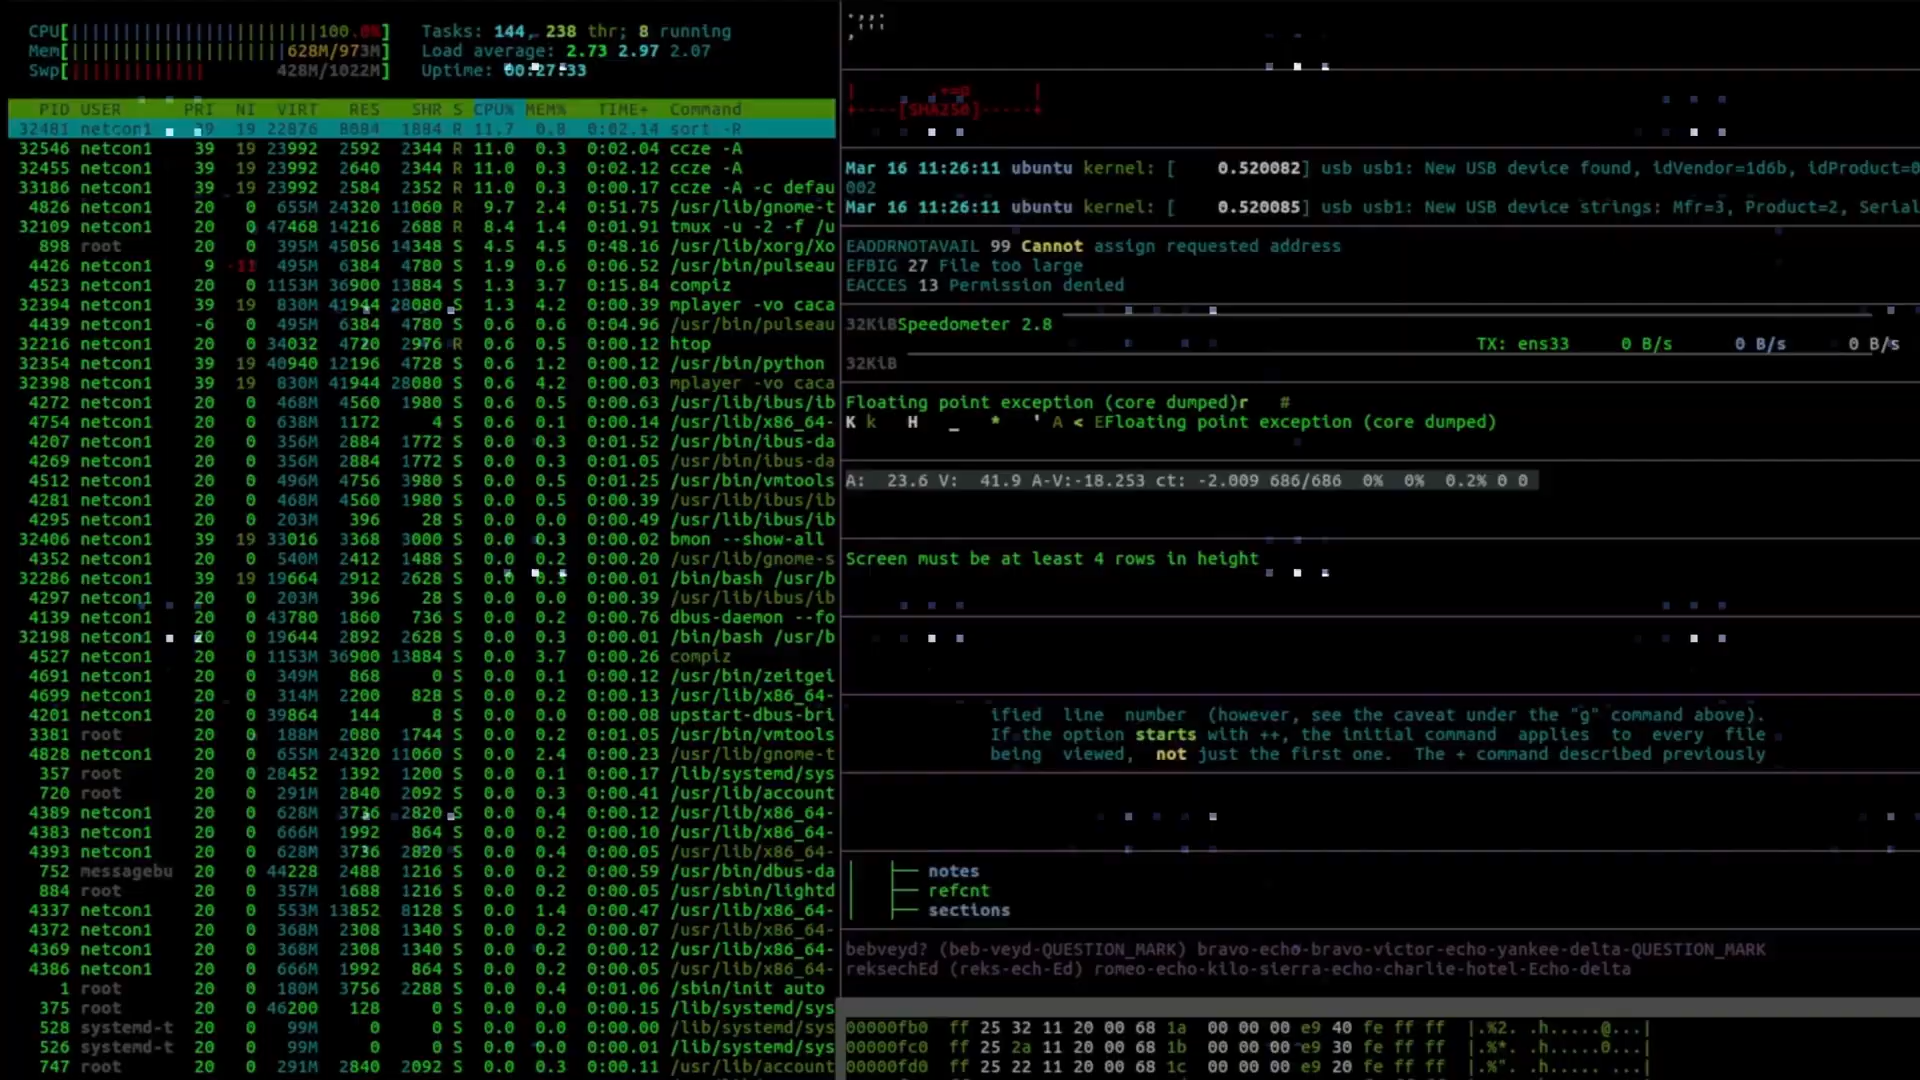 CPU[100.0%] Tasks: 144, 238 thr; 8 running
Mem[628M/973M] Load average: 2.73 2.97 2.07
Swp[428M/1022M] Uptime: 00:27:33
PID USER PRI NI VIRT RES SHR S CPU% MEM% TIME+ Command
32481 netcon1 39 19 22876 8084 1884 R 11.7 0.8 0:02.14 sort -R
32546 netcon1 39 19 23992 2592 2344 R 11.0 0.3 0:02.04 ccze -A
32455 netcon1 39 19 23992 2640 2344 R 11.0 0.3 0:02.12 ccze -A
33186 netcon1 39 19 23992 2584 2352 R 11.0 0.3 0:00.17 ccze -A -c defau
4826 netcon1 20 0 655M 24320 11060 R 9.7 2.4 0:51.75 /usr/lib/gnome-t
32109 netcon1 20 0 47468 14216 2688 R 8.4 1.4 0:01.91 tmux -u -2 -f /u
898 root 20 0 395M 45056 14348 S 4.5 4.5 0:48.16 /usr/lib/xorg/Xo
4426 netcon1 9 -11 495M 6384 4780 S 1.9 0.6 0:06.52 /usr/bin/pulseau
4523 netcon1 20 0 1153M 36900 13884 S 1.3 3.7 0:15.84 compiz
32394 netcon1 39 19 830M 41944 28080 S 1.3 4.2 0:00.39 mplayer -vo caca
4439 netcon1 -6 0 495M 6384 4780 S 0.6 0.6 0:04.96 /usr/bin/pulseau
32216 netcon1 20 0 34032 4720 2976 R 0.6 0.5 0:00.12 htop
32354 netcon1 39 19 40940 12196 4728 S 0.6 1.2 0:00.12 /usr/bin/python
32398 netcon1 39 19 830M 41944 28080 S 0.6 4.2 0:00.03 mplayer -vo caca
4272 netcon1 20 0 468M 4560 1980 S 0.6 0.5 0:00.63 /usr/lib/ibus/ib
4754 netcon1 20 0 638M 1172 4 S 0.6 0.1 0:00.14 /usr/lib/x86_64-
4207 netcon1 20 0 356M 2884 1772 S 0.0 0.3 0:01.52 /usr/bin/ibus-da
4269 netcon1 20 0 356M 2884 1772 S 0.0 0.3 0:01.05 /usr/bin/ibus-da
4512 netcon1 20 0 496M 4756 3980 S 0.0 0.5 0:01.25 /usr/bin/vmtools
4281 netcon1 20 0 468M 4560 1980 S 0.0 0.5 0:00.39 /usr/lib/ibus/ib
4295 netcon1 20 0 203M 396 28 S 0.0 0.0 0:00.49 /usr/lib/ibus/ib
32406 netcon1 39 19 33016 3368 3000 S 0.0 0.3 0:00.02 bmon --show-all
4352 netcon1 20 0 540M 2412 1488 S 0.0 0.2 0:00.20 /usr/lib/gnome-s
32286 netcon1 39 19 19664 2912 2628 S 0.0 0.3 0:00.01 /bin/bash /usr/b
4297 netcon1 20 0 203M 396 28 S 0.0 0.0 0:00.39 /usr/lib/ibus/ib
4139 netcon1 20 0 43780 1860 736 S 0.0 0.2 0:00.76 dbus-daemon --fo
32198 netcon1 20 0 19644 2892 2628 S 0.0 0.3 0:00.01 /bin/bash /usr/b
4527 netcon1 20 0 1153M 36900 13884 S 0.0 3.7 0:00.26 compiz
4691 netcon1 20 0 349M 868 0 S 0.0 0.1 0:00.12 /bin/zeitgei
4699 netcon1 20 0 314M 2200 828 S 0.0 0.2 0:00.13 /usr/lib/x86_64-
4201 netcon1 20 0 39864 144 8 S 0.0 0.0 0:00.08 upstart-dbus-bri
3381 root 20 0 188M 2080 1744 S 0.0 0.2 0:01.05 /usr/bin/vmtools
4828 netcon1 20 0 655M 24320 11060 S 0.0 2.4 0:00.23 /usr/lib/gnome-t
357 root 20 0 28452 1392 1200 S 0.0 0.1 0:00.17 /lib/systemd/sys
720 root 20 0 291M 2840 2092 S 0.0 0.3 0:00.41 /usr/lib/account
4389 netcon1 20 0 628M 3736 2820 S 0.0 0.4 0:00.12 /usr/lib/x86_64-
4383 netcon1 20 0 666M 1992 864 S 0.0 0.2 0:00.10 /usr/lib/x86_64-
4393 netcon1 20 0 628M 3736 2820 S 0.0 0.4 0:00.05 /usr/lib/x86_64-
752 messagebu 20 0 44228 2488 1216 S 0.0 0.2 0:00.59 /usr/bin/dbus-da
884 root 20 0 357M 1688 1216 S 0.0 0.2 0:00.05 /usr/sbin/lightd
4337 netcon1 20 0 553M 13852 8128 S 0.0 1.4 0:00.47 /usr/lib/x86_64-
4372 netcon1 20 0 368M 2308 1340 S 0.0 0.2 0:00.07 /usr/lib/x86_64-
4369 netcon1 20 0 368M 2308 1340 S 0.0 0.2 0:00.12 /usr/lib/x86_64-
4386 netcon1 20 0 666M 1992 864 S 0.0 0.2 0:00.05 /usr/lib/x86_64-
1 root 20 0 180M 3756 2288 S 0.0 0.4 0:01.06 /sbin/init auto
375 root 20 0 46200 128 0 S 0.0 0.0 0:00.15 /lib/systemd/sys
528 systemd-t 20 0 99M 0 0 S 0.0 0.0 0:00.00 /lib/systemd/sys
526 systemd-t 20 0 99M 0 0 S 0.0 0.0 0:00.01 /lib/systemd/sys
747 root 20 0 291M 2840 2092 S 0.0 0.3 0:00.11 /usr/lib/account
| .+=@ |
+----[SHA256]-----+
Mar 16 11:26:11 ubuntu kernel: [ 0.520082] usb usb1: New USB device found, idVendor=1d6b, idProduct=0
002
Mar 16 11:26:11 ubuntu kernel: [ 0.520085] usb usb1: New USB device strings: Mfr=3, Product=2, Serial
EADDRNOTAVAIL 99 Cannot assign requested address
EFBIG 27 File too large
EACCES 13 Permission denied
32KiB Speedometer 2.8
TX: ens33 0 B/s 0 B/s 0 B/s
32KiB
Floating point exception (core dumped)r #
K k H _ * ' A < EFloating point exception (core dumped)
A: 23.6 V: 41.9 A-V:-18.253 ct: -2.009 686/686 0% 0% 0.2% 0 0
Screen must be at least 4 rows in height
ified line number (however, see the caveat under the "g" command above).
If the option starts with ++, the initial command applies to every file
being viewed, not just the first one. The + command described previously
├── notes
├── refcnt
├── sections
bebveyd? (beb-veyd-QUESTION_MARK) bravo-echo-bravo-victor-echo-yankee-delta-QUESTION_MARK
reksechEd (reks-ech-Ed) romeo-echo-kilo-sierra-echo-charlie-hotel-Echo-delta
00000fb0 ff 25 32 11 20 00 68 1a 00 00 00 e9 40 fe ff ff |.%2. .h.....@...|
00000fc0 ff 25 2a 11 20 00 68 1b 00 00 00 e9 30 fe ff ff |.%*. .h.....0...|
00000fd0 ff 25 22 11 20 00 68 1c 00 00 00 e9 20 fe ff ff |.%". .h..... ...|